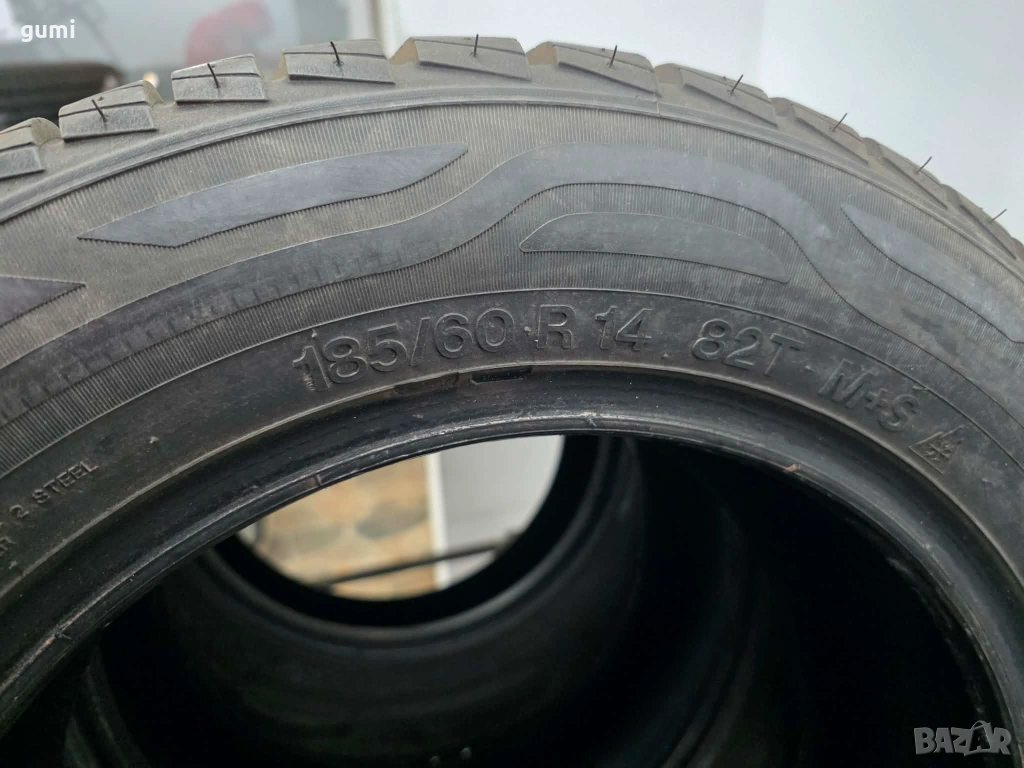 gumi
185/60 R 14 82T M+S
2 STEEL
BAZAR